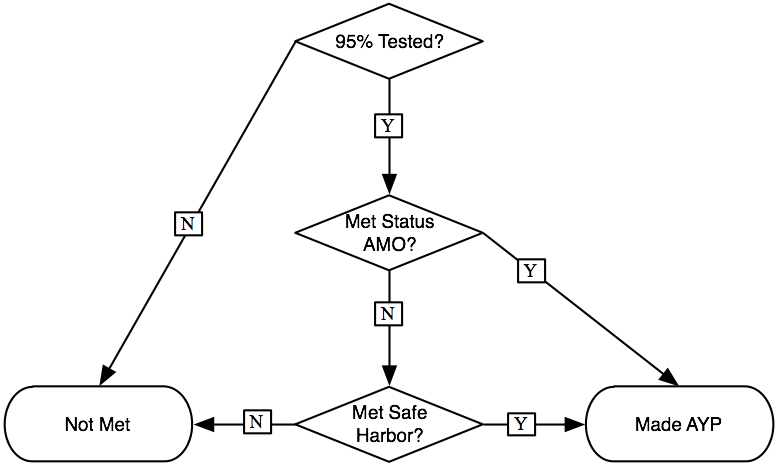 95% Tested?
Y
N
Met Status
AMO?
Y
N
Not Met
N
Met Safe
Harbor?
Y
Made AYP